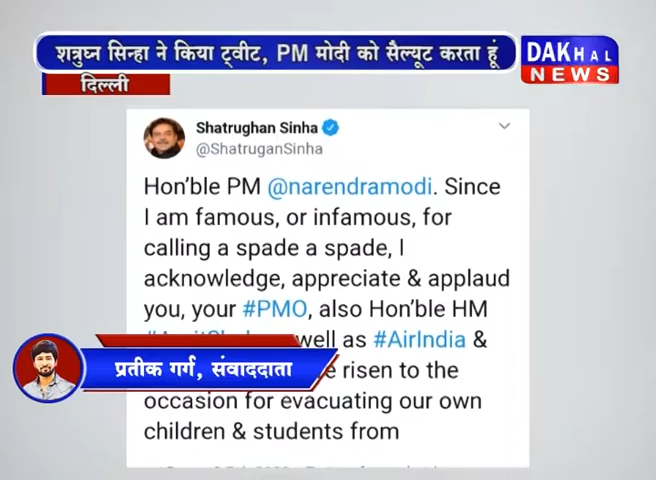 शत्रुघ्न सिन्हा ने किया ट्वीट, PM मोदी को सैल्यूट करता हूं
DAKHAL
NEWS
दिल्ली
Shatrughan Sinha
@ShatruganSinha
Hon'ble PM @narendramodi. Since
I am famous, or infamous, for
calling a spade a spade, I
acknowledge, appreciate & applaud
you, your #PMO, also Hon'ble HM
well as #AirIndia &
प्रतीक गर्ग, संवाददाता
risen to the
occasion for evacuating our own
children & students from